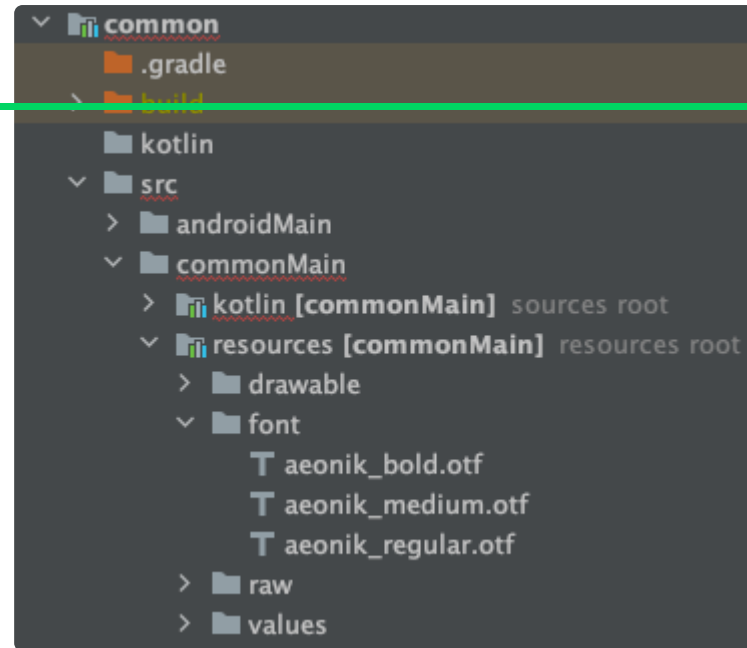 common
.gradle
build
kotlin
src
androidMain
commonMain
kotlin [commonMain] sources root
resources [commonMain] resources root
drawable
font
aeonik_bold.otf
aeonik_medium.otf
aeonik_regular.otf
raw
values